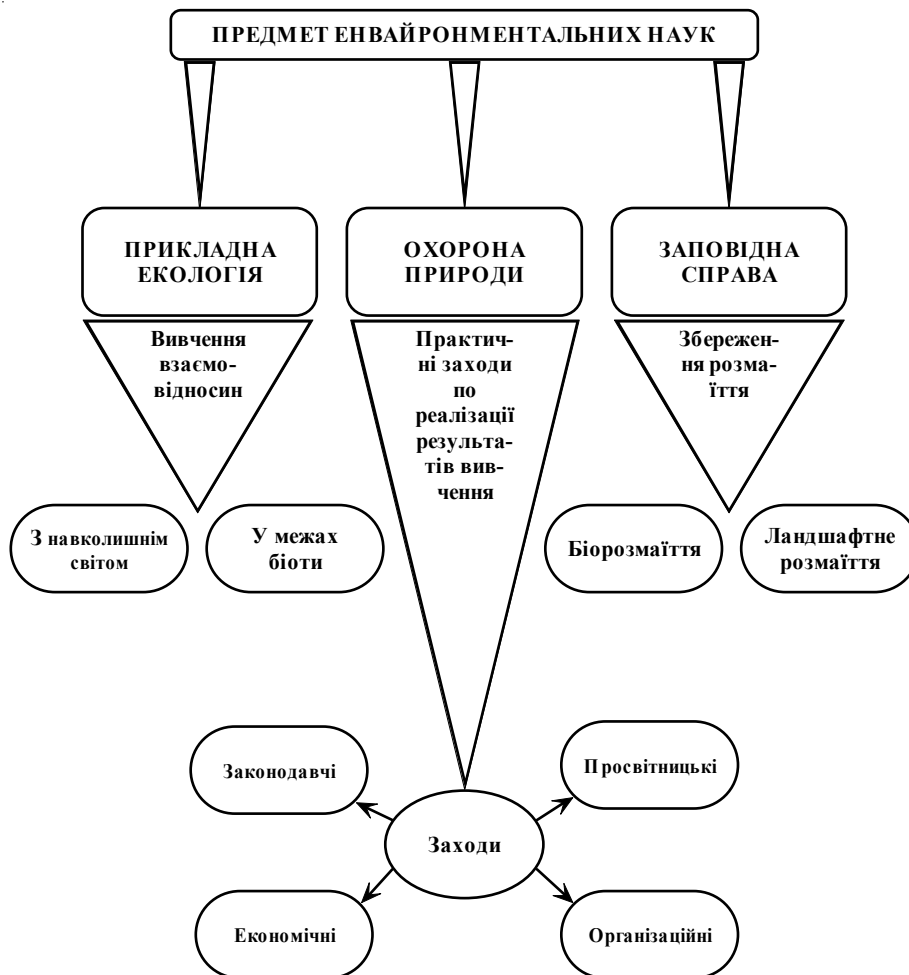 ПРЕДМЕТ ЕНВАЙРОНМЕНТАЛЬНИХ НАУК
ПРИКЛАДНА
ЕКОЛОГІЯ
ОХОРОНА
ПРИРОДИ
ЗАПОВІДНА
СПРАВА
Вивчення
взаємо-
відносин
Практич-
ні заходи
по
реалізації
результа-
тів вив-
чення
Збережен-
ня розма-
їття
З навколишнім
світом
У межах
біоти
Біорозмаїття
Ландшафтне
розмаїття
Законодавчі
Просвітницькі
Заходи
Економічні
Організаційні